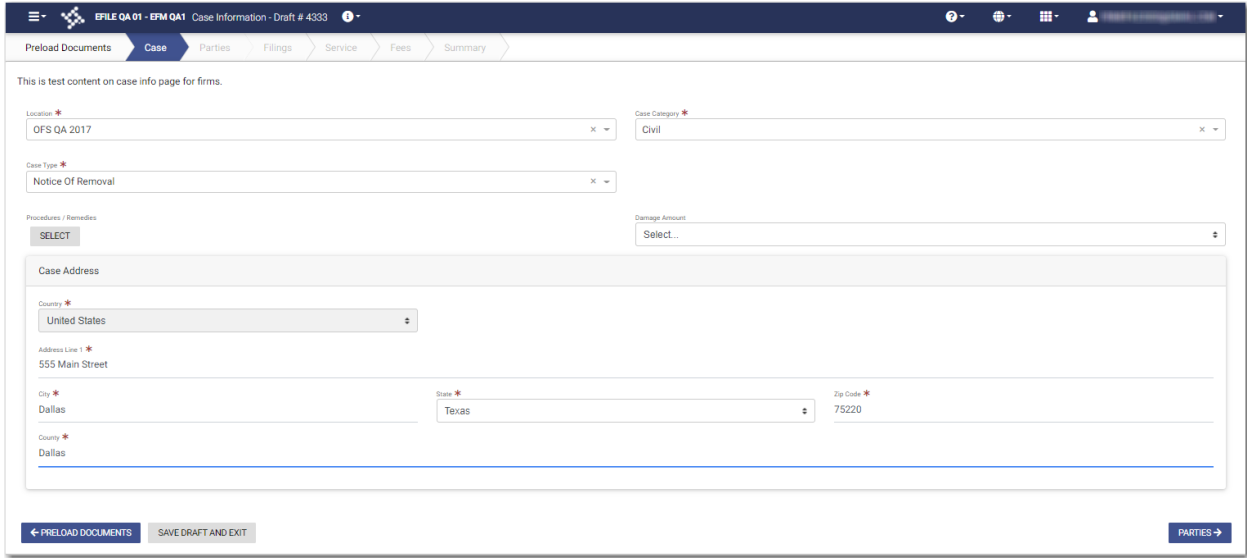 EFILE QA 01 - EFM QA1 Case Information - Draft # 4333
Preload Documents Case Parties Filings Service Fees Summary
This is test content on case info page for firms.
Location * Case Category *
OFS QA 2017 Civil
Case Type *
Notice Of Removal
Procedures / Remedies Damage Amount
SELECT Select...
Case Address
Country *
United States
Address Line 1 *
555 Main Street
City * State * Zip Code *
Dallas Texas 75220
County *
Dallas
PRELOAD DOCUMENTS SAVE DRAFT AND EXIT PARTIES